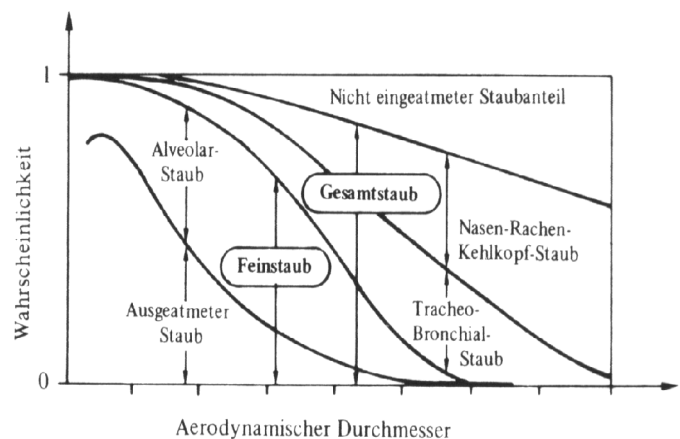 1
Nicht eingeatmeter Staubanteil
Alveolar-
Staub
Gesamtstaub
Nasen-Rachen-
Kehlkopf-Staub
Feinstaub
Ausgeatmeter
Staub
Tracheo-
Bronchial-
Staub
0
Wahrscheinlichkeit
Aerodynamischer Durchmesser